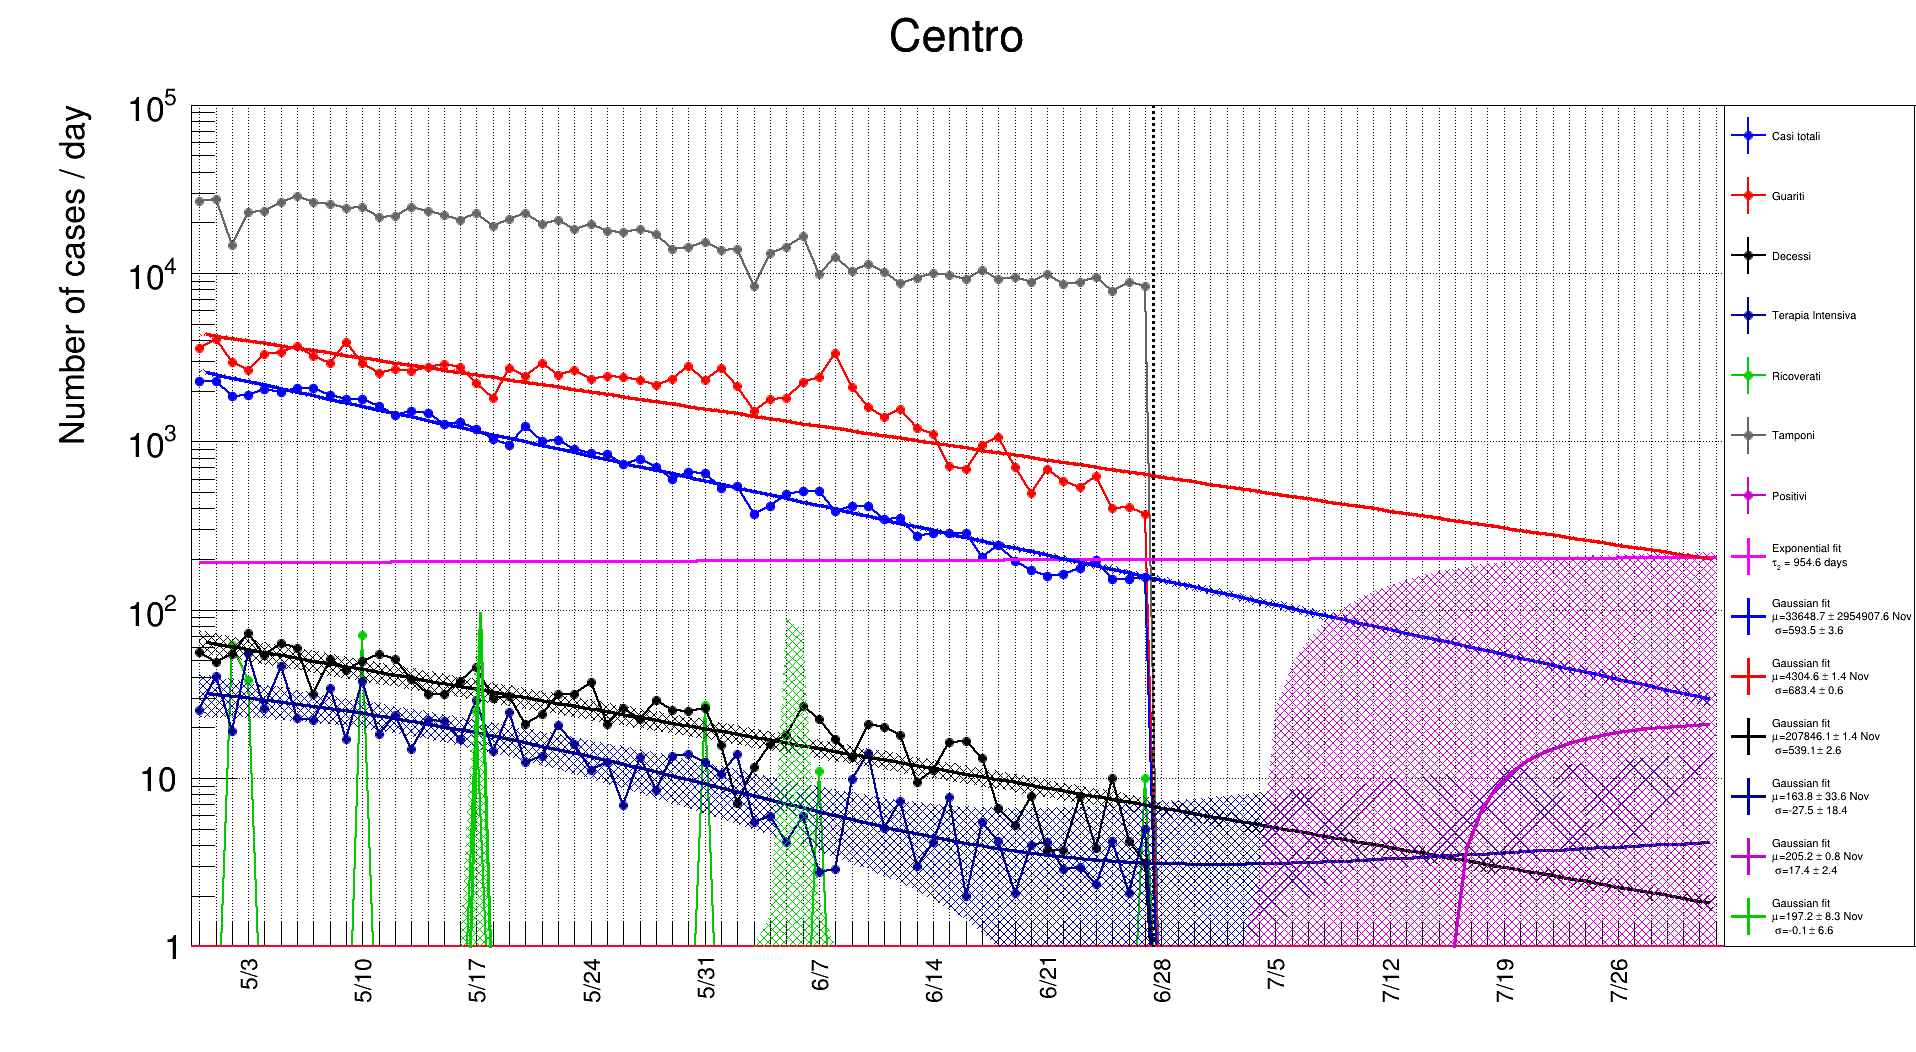 Centro
Number of cases / day
10^5
10^4
10^3
10^2
10
1
5/3
5/10
5/17
5/24
5/31
6/7
6/14
6/21
6/28
7/5
7/12
7/19
7/26
Casi totali
Guariti
Decessi
Terapia Intensiva
Ricoverati
Tamponi
Positivi
Exponential fit
τ₂ = 954.6 days
Gaussian fit
μ=33648.7 ± 2954907.6 Nov
σ=593.5 ± 3.6
Gaussian fit
μ=4304.6 ± 1.4 Nov
σ=683.4 ± 0.6
Gaussian fit
μ=207846.1 ± 1.4 Nov
σ=539.1 ± 2.6
Gaussian fit
μ=163.8 ± 33.6 Nov
σ=-27.5 ± 18.4
Gaussian fit
μ=205.2 ± 0.8 Nov
σ=17.4 ± 2.4
Gaussian fit
μ=197.2 ± 8.3 Nov
σ=-0.1 ± 6.6